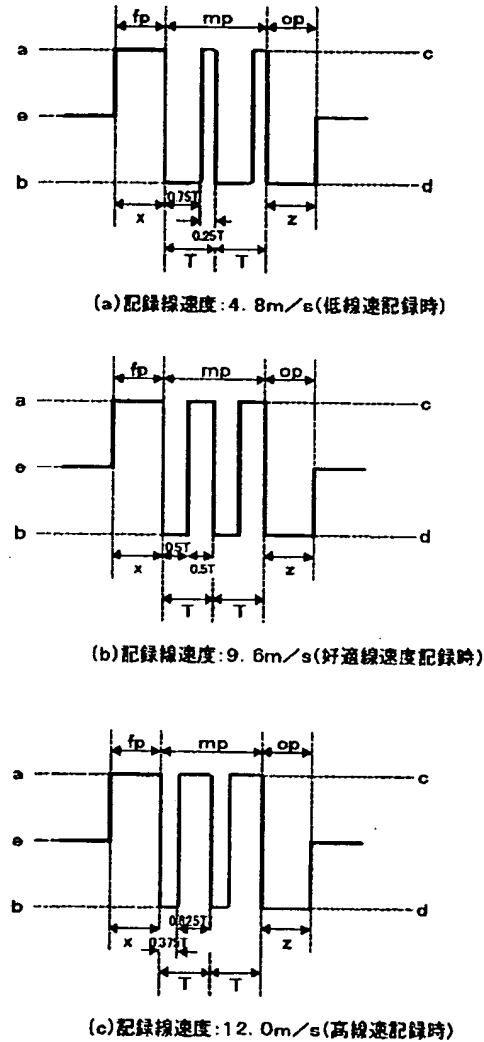 fp mp op
a c
e
b d
0.75T
x z
0.25T
T T
(a)記録線速度:4.8m/s(低線速記録時)
fp mp op
a c
e
b d
0.5T
x 0.5T z
T T
(b)記録線速度:9.6m/s(好適線速度記録時)
fp mp op
a c
e
b d
0.625T
x z
0.375T
T T
(c)記録線速度:12.0m/s(高線速記録時)